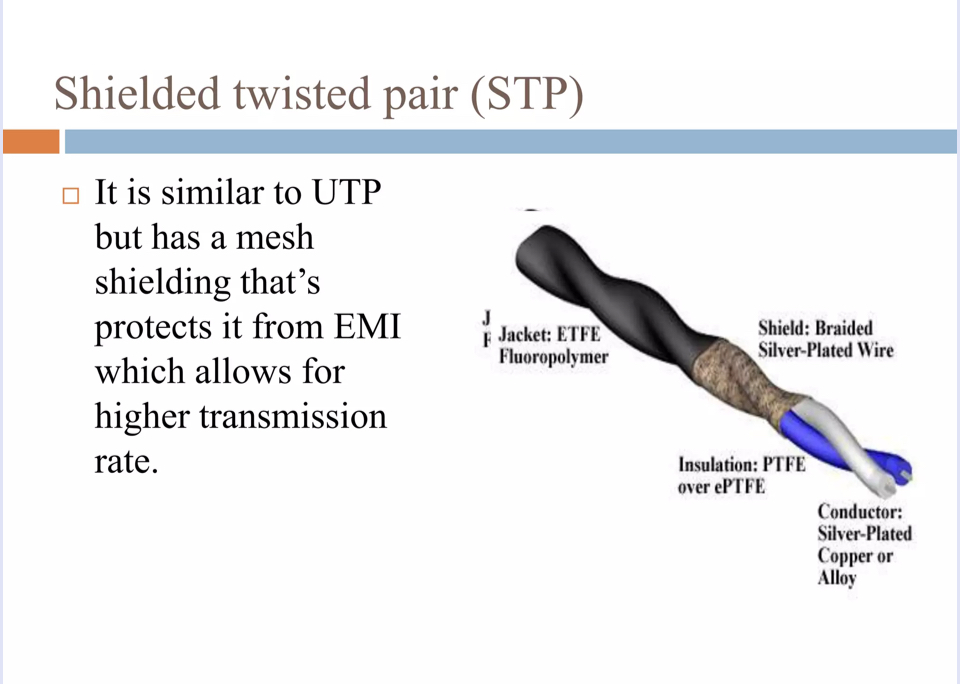 Shielded twisted pair (STP)
It is similar to UTP
but has a mesh
shielding that’s
protects it from EMI
which allows for
higher transmission
rate.
J
F
Jacket: ETFE
Fluoropolymer
Shield: Braided
Silver-Plated Wire
Insulation: PTFE
over ePTFE
Conductor:
Silver-Plated
Copper or
Alloy